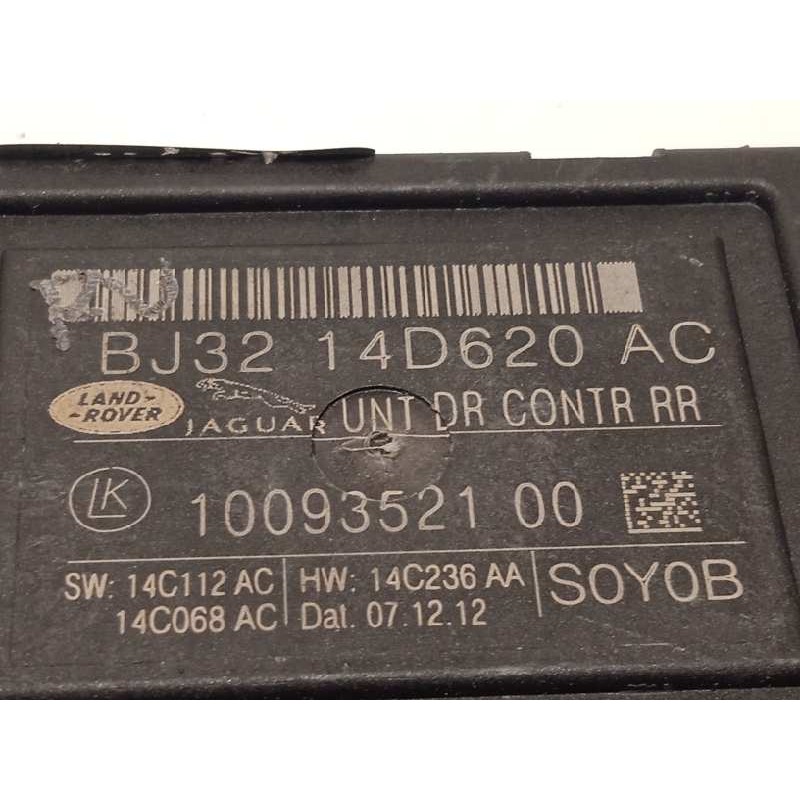 BJ32 14D620 AC
LAND-
-ROVER
JAGUAR UNT DR CONTR RR
LK 10093521 00
SW: 14C112 AC HW: 14C236 AA SOYOB
14C068 AC Dat. 07.12.12